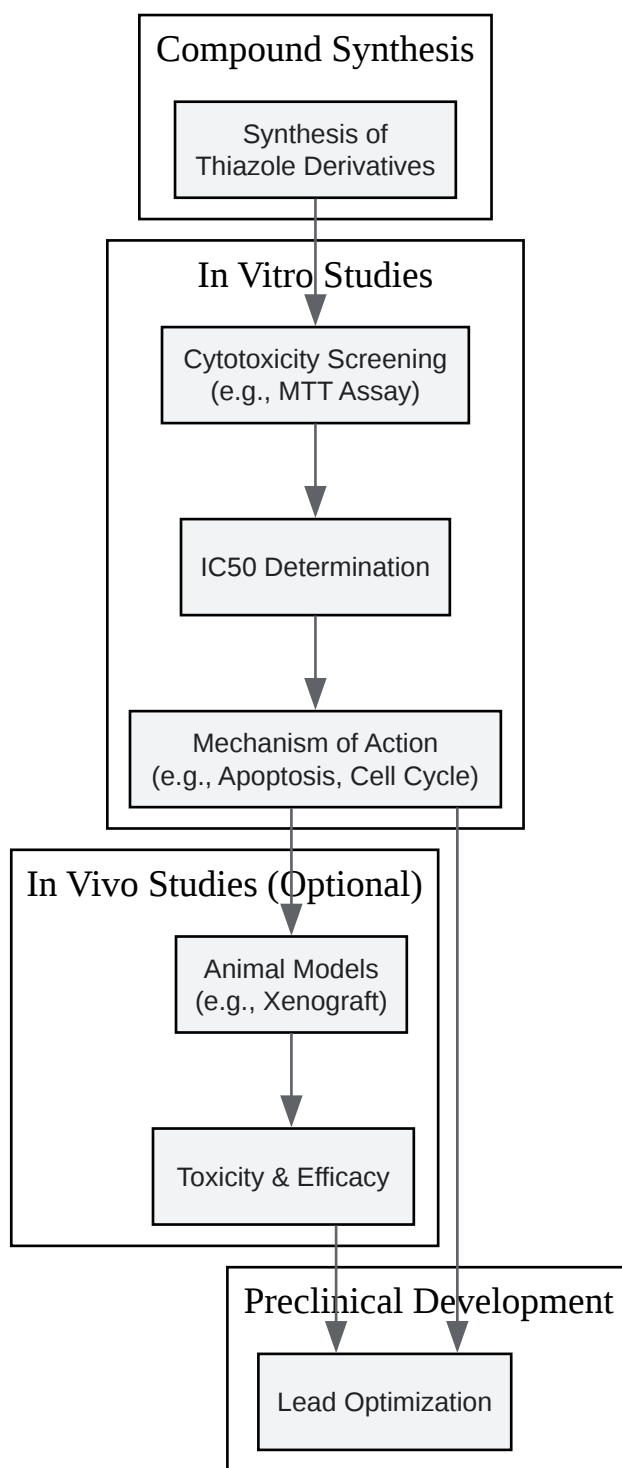 Compound Synthesis
Synthesis of
Thiazole Derivatives
In Vitro Studies
Cytotoxicity Screening
(e.g., MTT Assay)
IC50 Determination
Mechanism of Action
(e.g., Apoptosis, Cell Cycle)
In Vivo Studies (Optional)
Animal Models
(e.g., Xenograft)
Toxicity & Efficacy
Preclinical Development
Lead Optimization